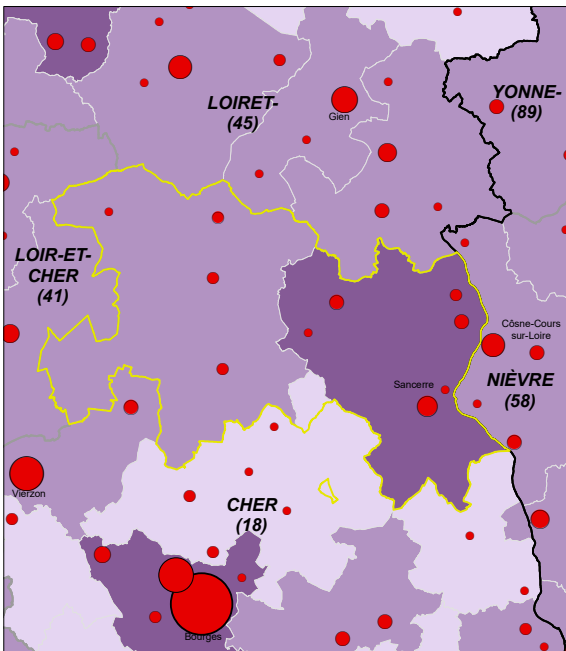 YONNE-
(89)
LOIRET-
(45)
Gien
LOIR-ET-
CHER
(41)
Côsne-Cours
sur-Loire
NIÈVRE
(58)
Sancerre
Vierzon
CHER
(18)
Bourges